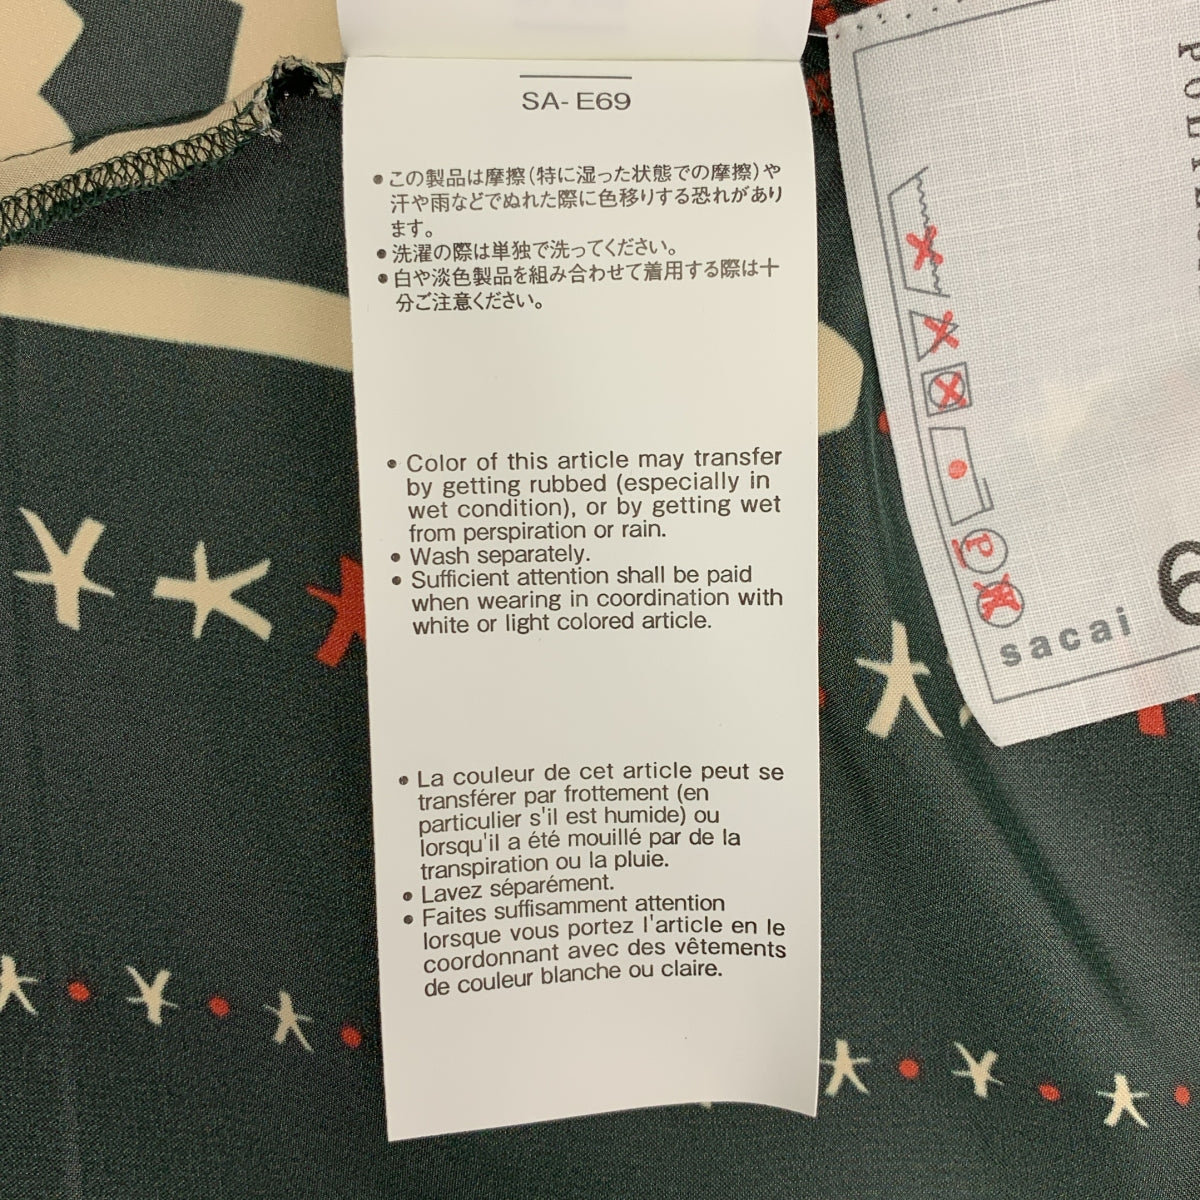 SA- E69
● この製品は摩擦(特に湿った状態での摩擦)や
汗や雨などでぬれた際に色移りする恐れがあり
ます。
● 洗濯の際は単独で洗ってください。
● 白や淡色製品を組み合わせて着用する際は十
分ご注意ください。
● Color of this article may transfer
by getting rubbed (especially in
wet condition), or by getting wet
from perspiration or rain.
● Wash separately.
● Sufficient attention shall be paid
when wearing in coordination with
white or light colored article.
● La couleur de cet article peut se
transférer par frottement (en
particulier s'il est humide) ou
lorsqu'il a été mouillé par de la
transpiration ou la pluie.
● Lavez séparément.
● Faites suffisamment attention
lorsque vous portez l'article en le
coordonnant avec des vêtements
de couleur blanche ou claire.
P
sacai